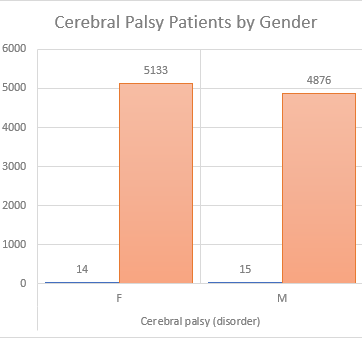 Cerebral Palsy Patients by Gender
6000
5000
4000
3000
2000
1000
0
5133
4876
14
15
F
M
Cerebral palsy (disorder)